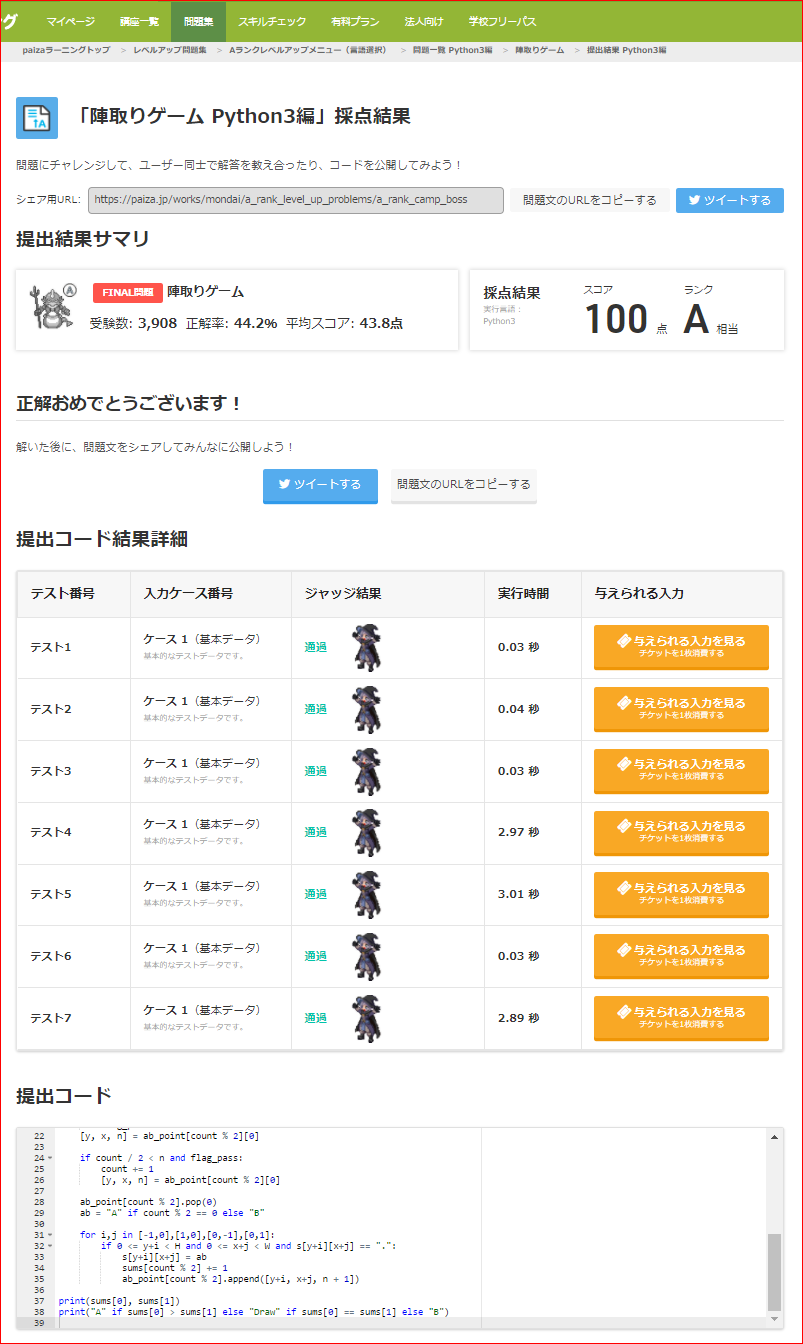 グ マイページ 講座一覧 問題集 スキルチェック 有料プラン 法人向け 学校フリーパス
paizaラーニングトップ > レベルアップ問題集 > Aランクレベルアップメニュー（言語選択） > 問題一覧 Python3編 > 陣取りゲーム > 提出結果 Python3編
「陣取りゲーム Python3編」採点結果
問題にチャレンジして、ユーザー同士で解答を教え合ったり、コードを公開してみよう！
シェア用URL: https://paiza.jp/works/mondai/a_rank_level_up_problems/a_rank_camp_boss 問題文のURLをコピーする ツイートする
提出結果サマリ
A FINAL問題 陣取りゲーム
受験数: 3,908 正解率: 44.2% 平均スコア: 43.8点
採点結果 スコア ランク
実行言語：
Python3
100 点 A 相当
正解おめでとうございます！
解いた後に、問題文をシェアしてみんなに公開しよう！
ツイートする 問題文のURLをコピーする
提出コード結果詳細
テスト番号 入力ケース番号 ジャッジ結果 実行時間 与えられる入力
テスト1 ケース 1（基本データ） 通過 0.03 秒 与えられる入力を見る
基本的なテストデータです。 チケットを1枚消費する
テスト2 ケース 1（基本データ） 通過 0.04 秒 与えられる入力を見る
基本的なテストデータです。 チケットを1枚消費する
テスト3 ケース 1（基本データ） 通過 0.03 秒 与えられる入力を見る
基本的なテストデータです。 チケットを1枚消費する
テスト4 ケース 1（基本データ） 通過 2.97 秒 与えられる入力を見る
基本的なテストデータです。 チケットを1枚消費する
テスト5 ケース 1（基本データ） 通過 3.01 秒 与えられる入力を見る
基本的なテストデータです。 チケットを1枚消費する
テスト6 ケース 1（基本データ） 通過 0.03 秒 与えられる入力を見る
基本的なテストデータです。 チケットを1枚消費する
テスト7 ケース 1（基本データ） 通過 2.89 秒 与えられる入力を見る
基本的なテストデータです。 チケットを1枚消費する
提出コード
22     [y, x, n] = ab_point[count % 2][0]
23
24     if count / 2 < n and flag_pass:
25         count += 1
26         [y, x, n] = ab_point[count % 2][0]
27
28     ab_point[count % 2].pop(0)
29     ab = "A" if count % 2 == 0 else "B"
30
31     for i,j in [-1,0],[1,0],[0,-1],[0,1]:
32         if 0 <= y+i < H and 0 <= x+j < W and s[y+i][x+j] == ".":
33             s[y+i][x+j] = ab
34             sums[count % 2] += 1
35             ab_point[count % 2].append([y+i, x+j, n + 1])
36
37 print(sums[0], sums[1])
38 print("A" if sums[0] > sums[1] else "Draw" if sums[0] == sums[1] else "B")
39